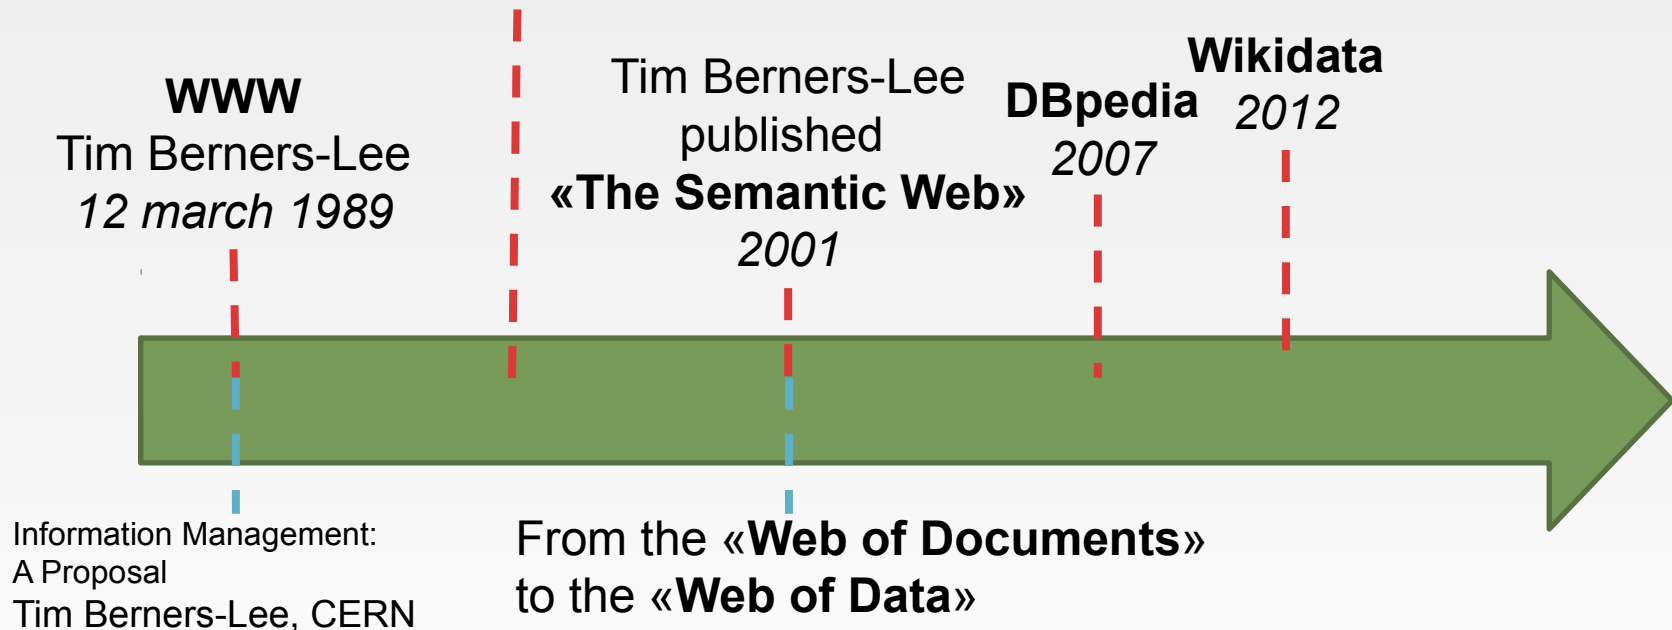 WWW
Tim Berners-Lee
12 march 1989
Tim Berners-Lee
published
«The Semantic Web»
2001
DBpedia
2007
Wikidata
2012
Information Management:
A Proposal
Tim Berners-Lee, CERN
From the «Web of Documents»
to the «Web of Data»